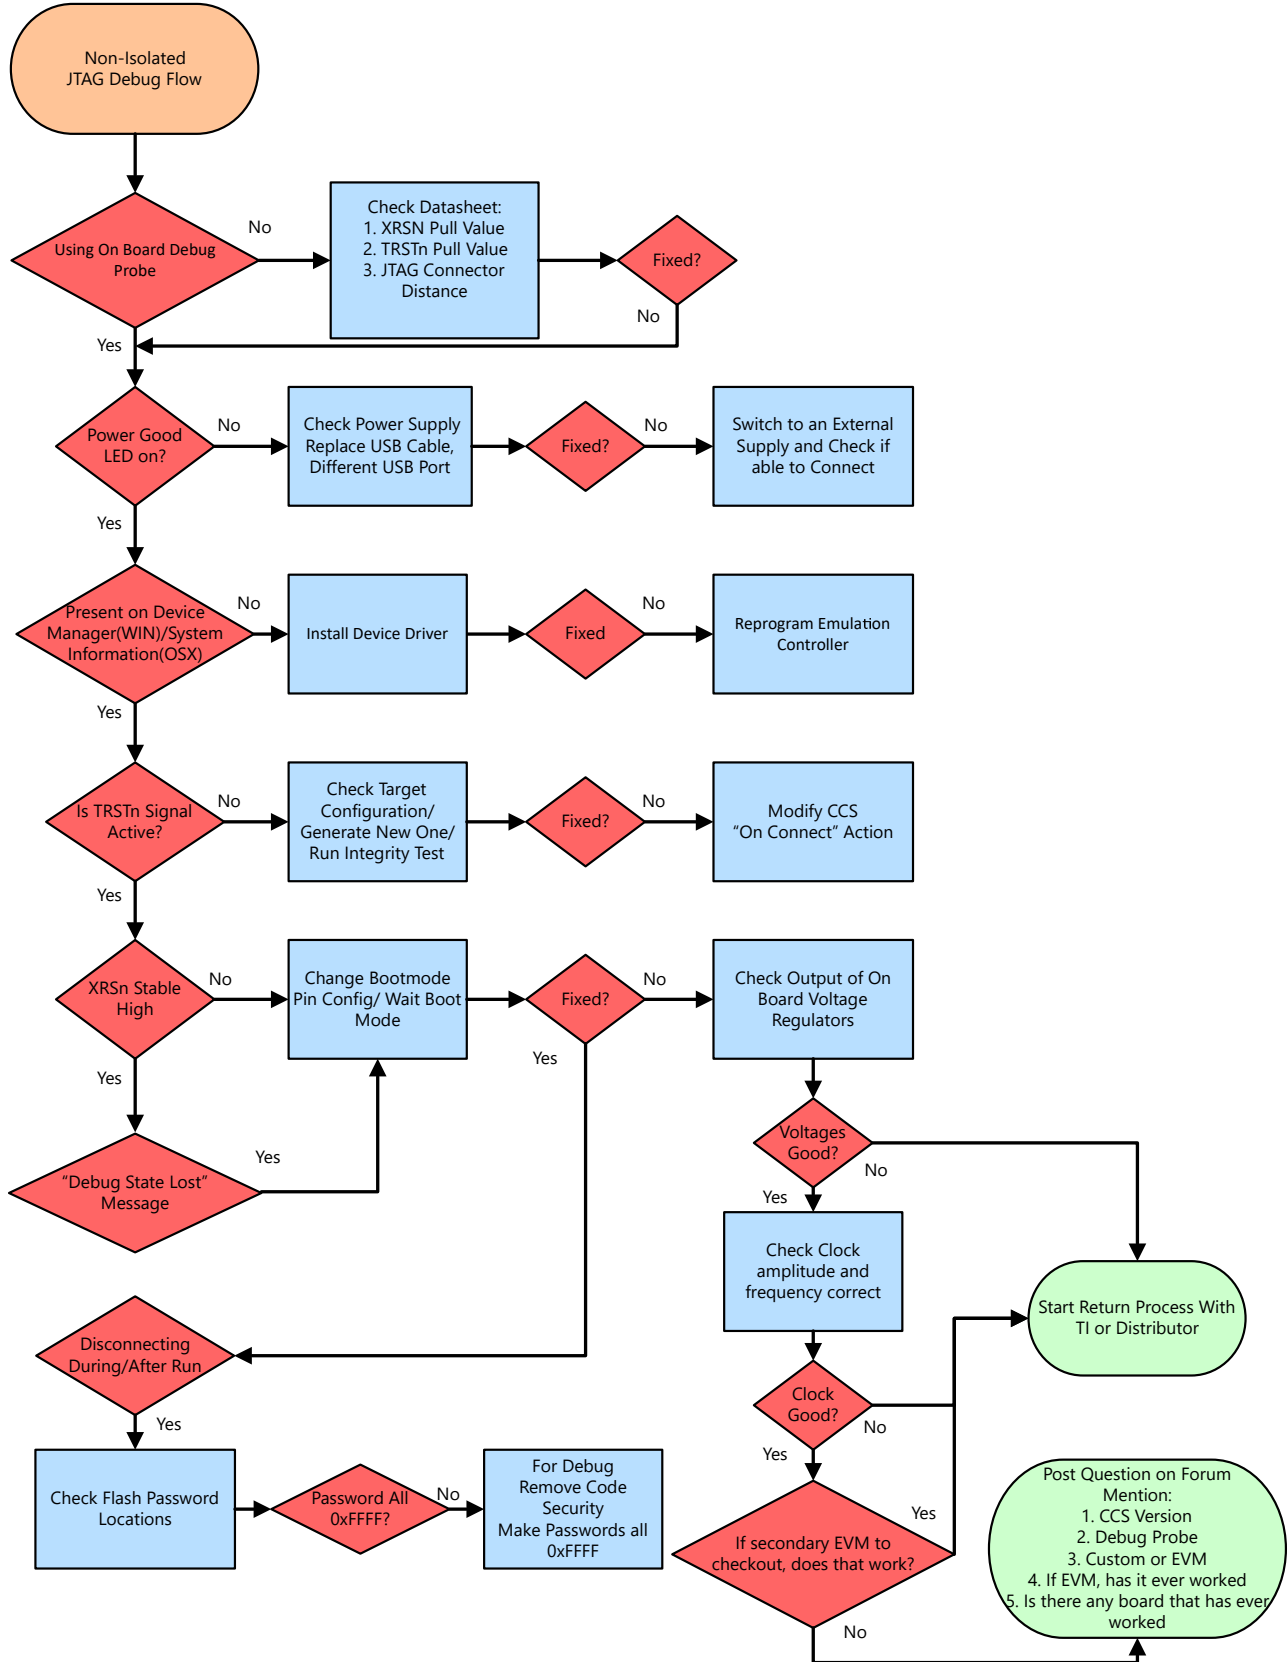 Non-Isolated
JTAG Debug Flow
Using On Board Debug
Probe
No
Check Datasheet:
1. XRSN Pull Value
2. TRSTn Pull Value
3. JTAG Connector
Distance
Fixed?
No
Yes
Power Good
LED on?
No
Check Power Supply
Replace USB Cable,
Different USB Port
Fixed?
No
Switch to an External
Supply and Check if
able to Connect
Yes
Present on Device
Manager(WIN)/System
Information(OSX)
No
Install Device Driver
Fixed
No
Reprogram Emulation
Controller
Yes
Is TRSTn Signal
Active?
No
Check Target
Configuration/
Generate New One/
Run Integrity Test
Fixed?
No
Modify CCS
“On Connect” Action
Yes
XRSn Stable
High
No
Change Bootmode
Pin Config/ Wait Boot
Mode
Fixed?
No
Check Output of On
Board Voltage
Regulators
Yes
Yes
“Debug State Lost”
Message
Yes
Voltages
Good?
No
Yes
Check Clock
amplitude and
frequency correct
Start Return Process With
TI or Distributor
Disconnecting
During/After Run
Yes
Clock
Good?
No
Yes
Check Flash Password
Locations
Password All
0xFFFF?
No
For Debug
Remove Code
Security
Make Passwords all
0xFFFF
If secondary EVM to
checkout, does that work?
Yes
No
Post Question on Forum
Mention:
1. CCS Version
2. Debug Probe
3. Custom or EVM
4. If EVM, has it ever worked
5. Is there any board that has ever
worked